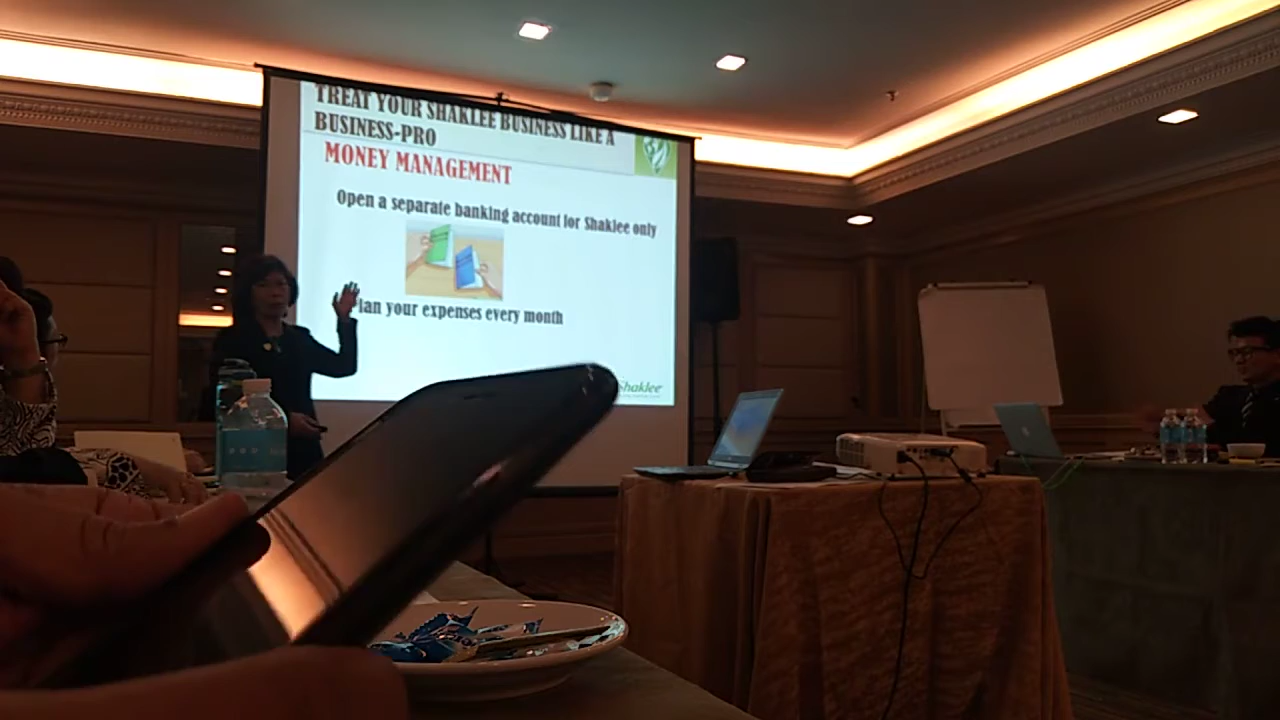 TREAT YOUR SHAKLEE BUSINESS LIKE A
BUSINESS-PRO
MONEY MANAGEMENT
Open a separate banking account for Shaklee only
lan your expenses every month
Shaklee